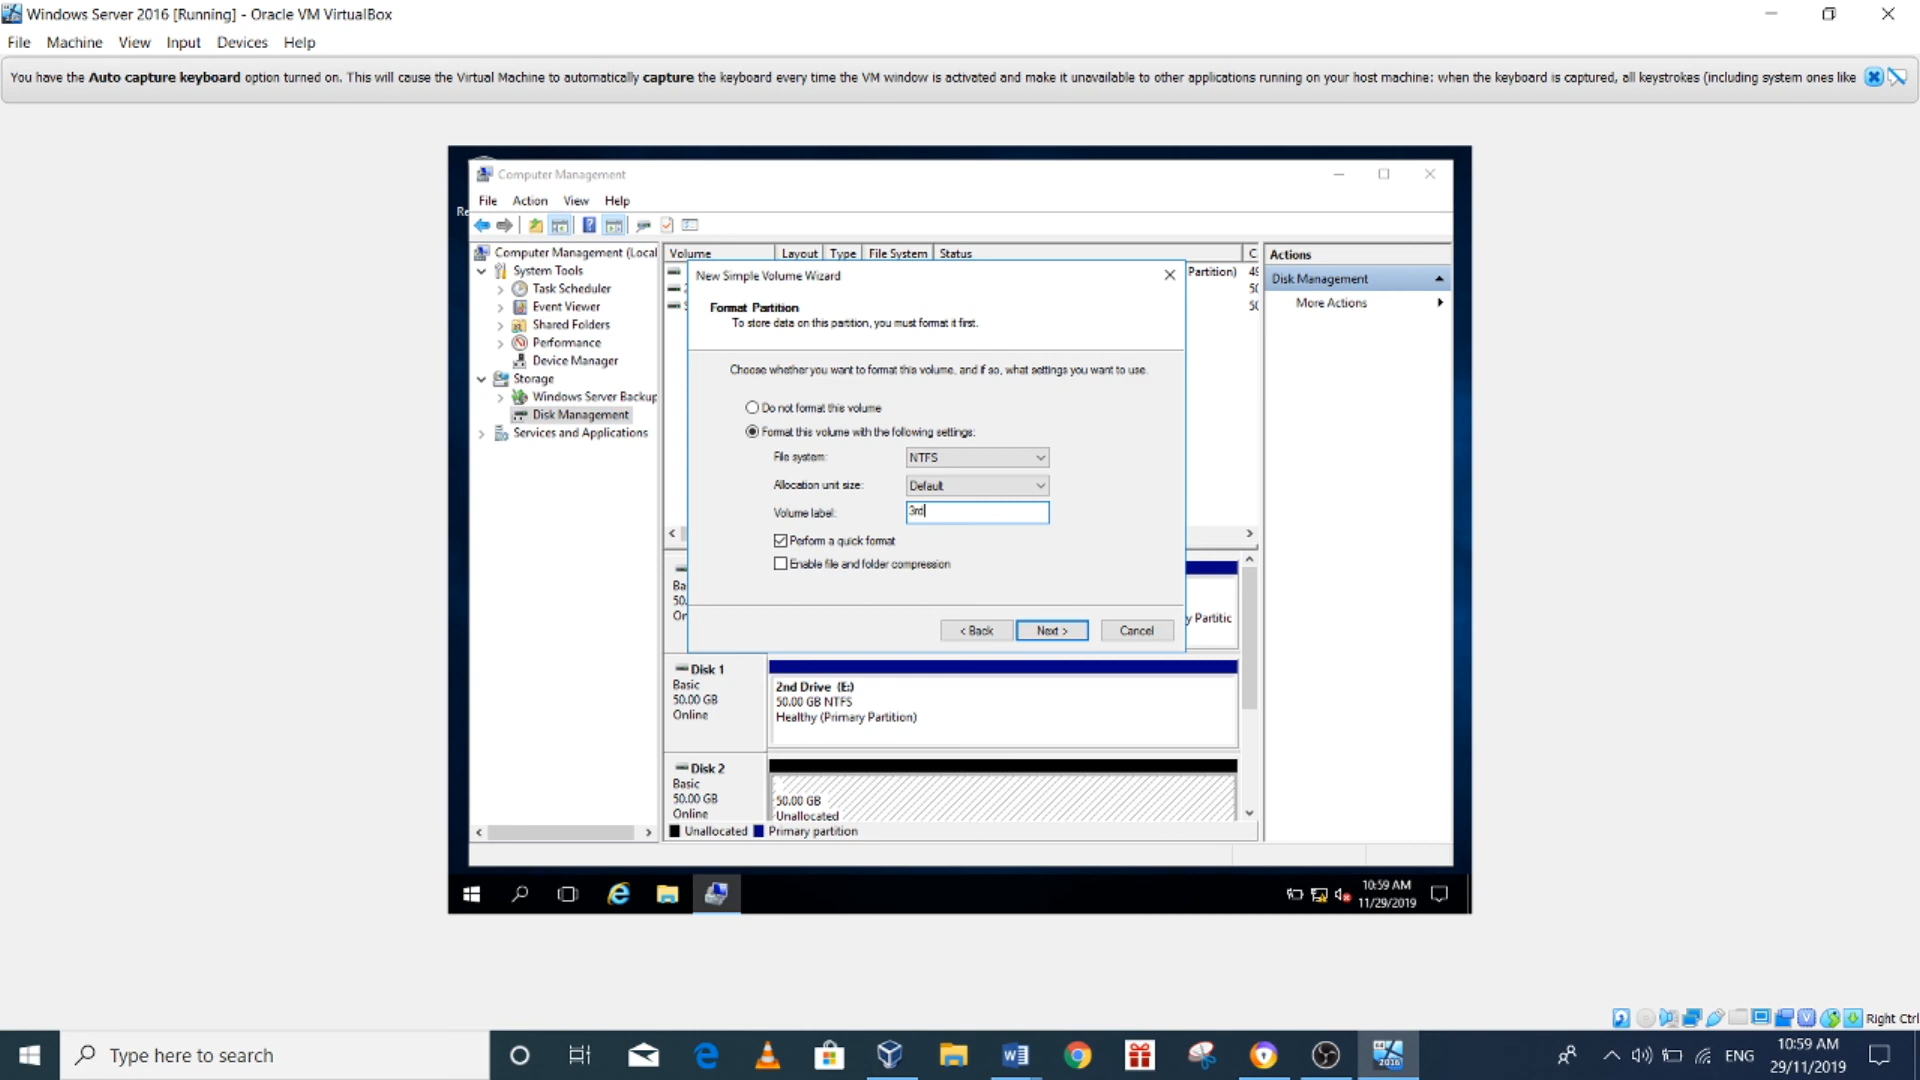 Windows Server 2016 [Running] - Oracle VM VirtualBox
File Machine View Input Devices Help
You have the Auto capture keyboard option turned on. This will cause the Virtual Machine to automatically capture the keyboard every time the VM window is activated and make it unavailable to other applications running on your host machine: when the keyboard is captured, all keystrokes (including system ones like
Computer Management
File Action View Help
Re
Computer Management (Local
System Tools
Task Scheduler
Event Viewer
Shared Folders
Performance
Device Manager
Storage
Windows Server Backup
Disk Management
Services and Applications
Volume Layout Type File System Status C
Partition) 49
50
50
New Simple Volume Wizard
Format Partition
To store data on this partition, you must format it first.
Choose whether you want to format this volume, and if so, what settings you want to use.
Do not format this volume
Format this volume with the following settings:
File system: NTFS
Allocation unit size: Default
Volume label: 3rd
Perform a quick format
Enable file and folder compression
< Back Next > Cancel
Ba
50.
On
y Partitic
Disk 1
Basic
50.00 GB
Online
2nd Drive (E:)
50.00 GB NTFS
Healthy (Primary Partition)
Disk 2
Basic
50.00 GB
Online
50.00 GB
Unallocated
Unallocated Primary partition
Actions
Disk Management
More Actions
10:59 AM
11/29/2019
Right Ctrl
Type here to search
ENG
10:59 AM
29/11/2019